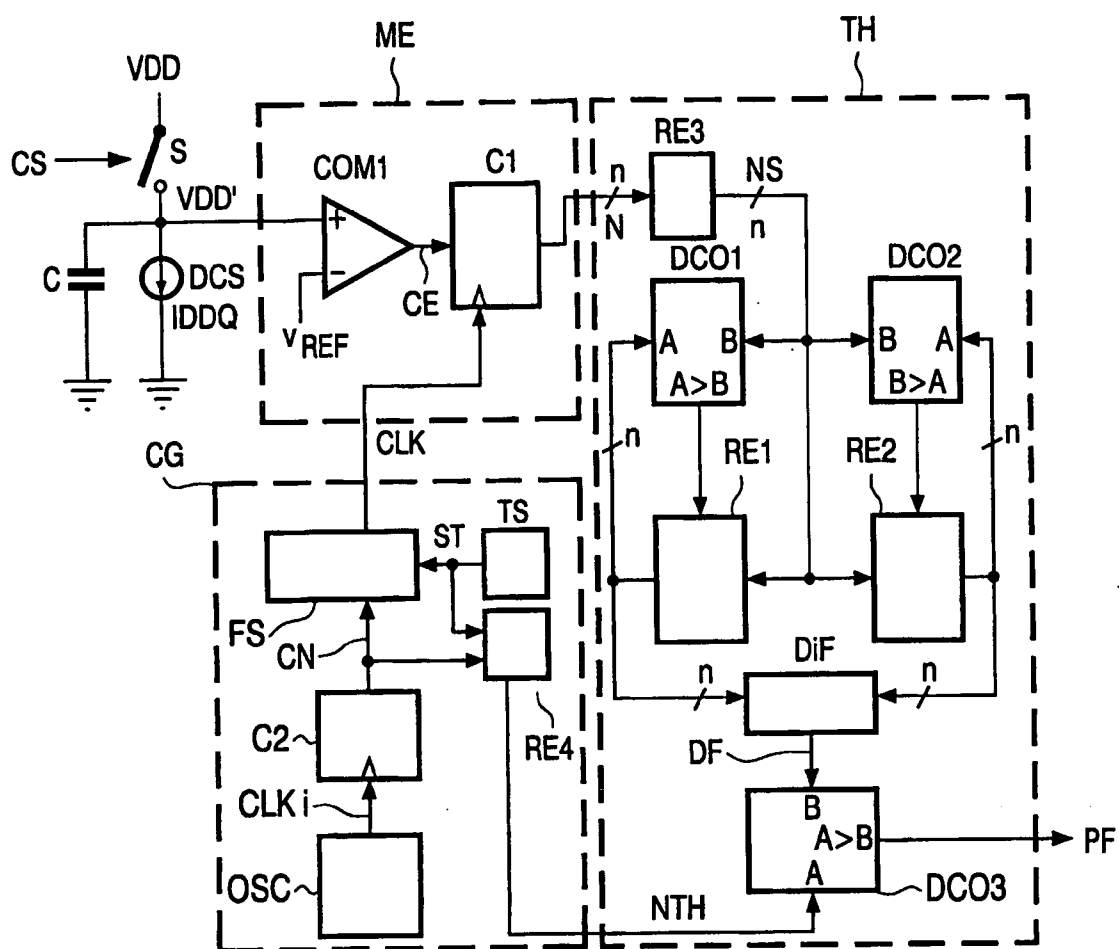 ME
TH
VDD
RE3
CS
S
COM1
C1
n
N
NS
n
VDD'
+
−
DCO1
DCO2
C
DCS
IDDQ
CE
VREF
A
B
A>B
B
A
B>A
CLK
n
n
CG
RE1
RE2
TS
ST
FS
CN
DiF
n
n
C2
RE4
DF
CLK i
B
A>B
A
PF
OSC
NTH
DCO3